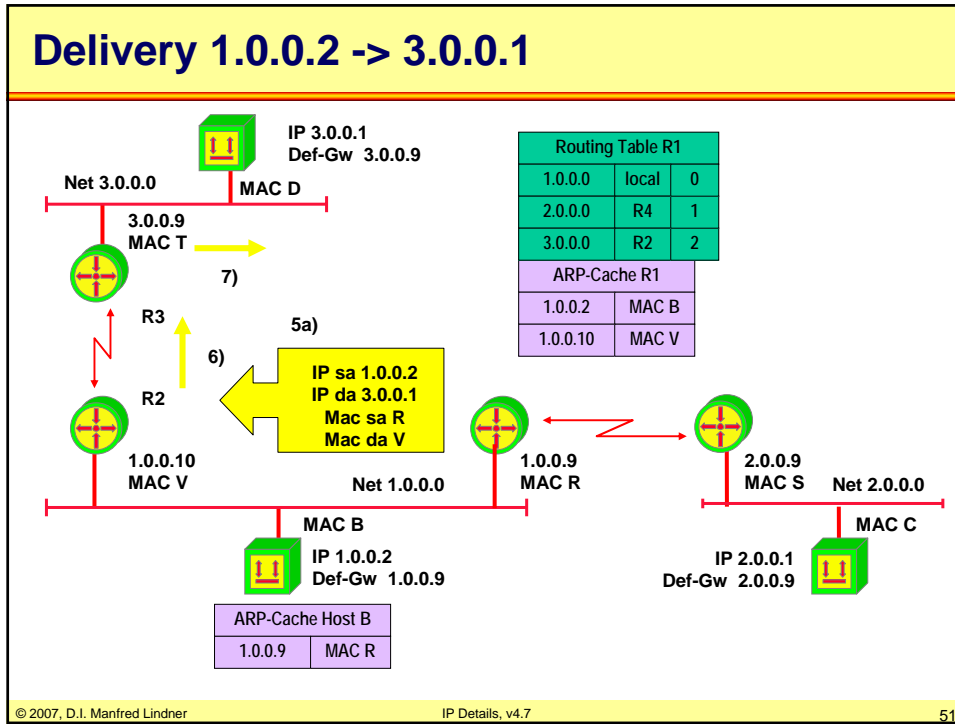 Delivery 1.0.0.2 -> 3.0.0.1
IP 3.0.0.1
Def-Gw 3.0.0.9
Net 3.0.0.0
MAC D
3.0.0.9
MAC T
7)
R3
5a)
6)
R2
IP sa 1.0.0.2
IP da 3.0.0.1
Mac sa R
Mac da V
Routing Table R1
1.0.0.0 local 0
2.0.0.0 R4 1
3.0.0.0 R2 2
ARP-Cache R1
1.0.0.2 MAC B
1.0.0.10 MAC V
1.0.0.10
MAC V
Net 1.0.0.0
1.0.0.9
MAC R
2.0.0.9
MAC S
Net 2.0.0.0
MAC B
IP 1.0.0.2
Def-Gw 1.0.0.9
MAC C
IP 2.0.0.1
Def-Gw 2.0.0.9
ARP-Cache Host B
1.0.0.9 MAC R
© 2007, D.I. Manfred Lindner
IP Details, v4.7
51